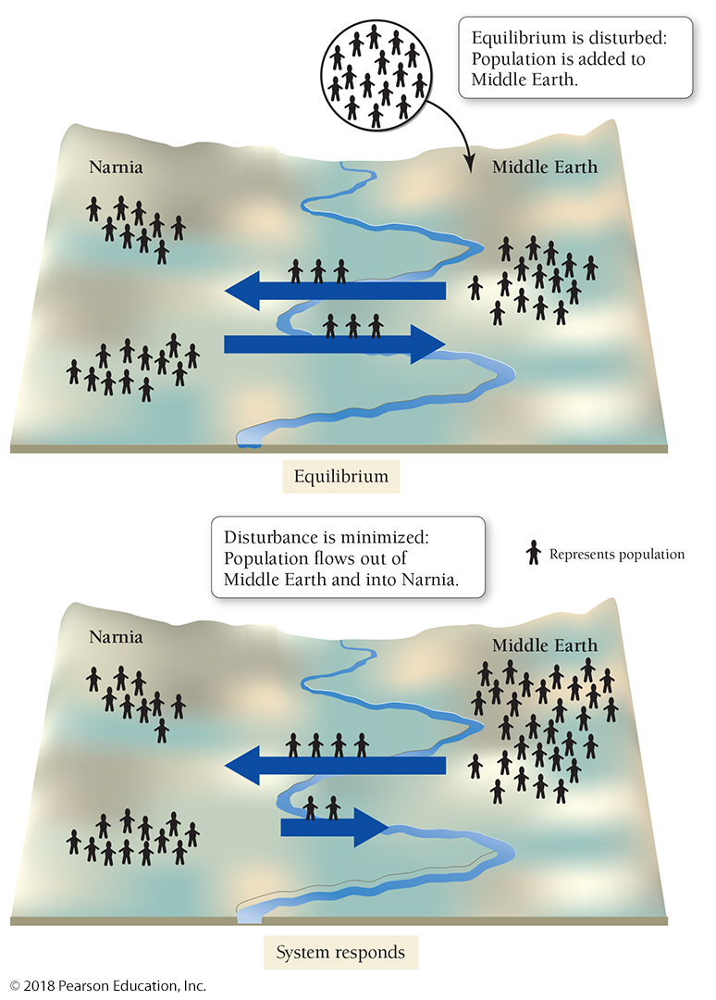 Equilibrium is disturbed:
Population is added to
Middle Earth.
Narnia
Middle Earth
Equilibrium
Disturbance is minimized:
Population flows out of
Middle Earth and into Narnia.
Represents population
Narnia
Middle Earth
System responds
© 2018 Pearson Education, Inc.